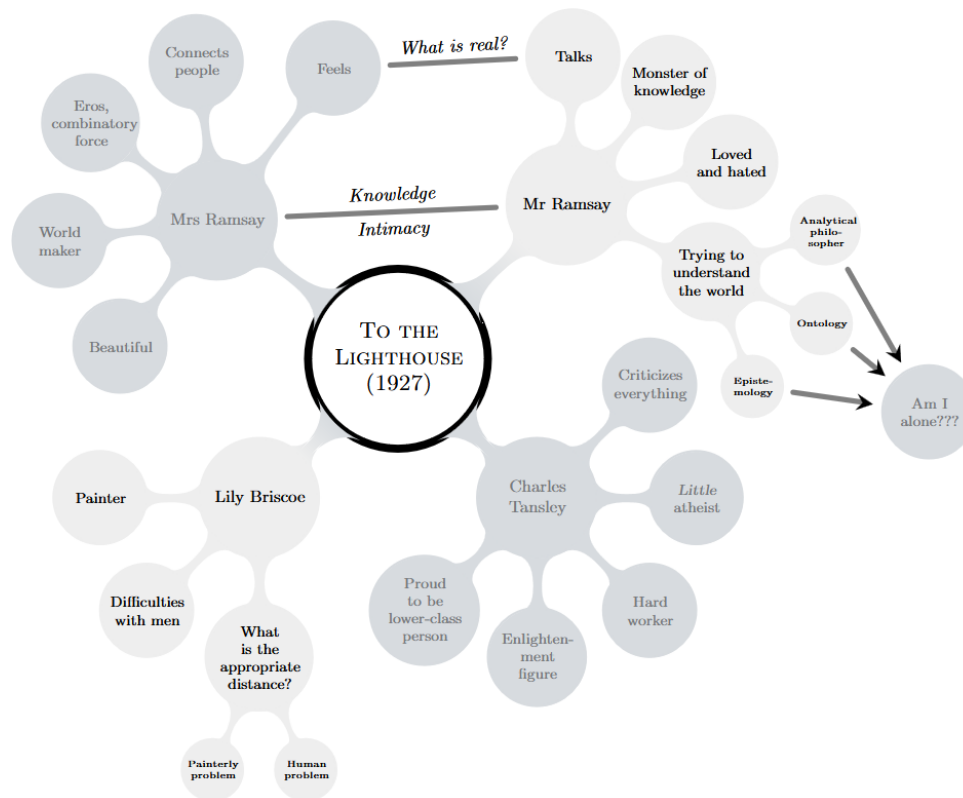 What is real?
Connects
people
Feels
Talks
Monster of
knowledge
Eros,
combinatory
force
Loved
and hated
Mrs Ramsay
Knowledge
Intimacy
Mr Ramsay
World
maker
Trying to
understand
the world
Analytical
philo-
sopher
Ontology
Episte-
mology
Am I
alone???
Beautiful
To the
Lighthouse
(1927)
Criticizes
everything
Painter
Lily Briscoe
Charles
Tansley
Little
atheist
Difficulties
with men
What
is the
appropriate
distance?
Proud
to be
lower-class
person
Enlighten-
ment
figure
Hard
worker
Painterly
problem
Human
problem